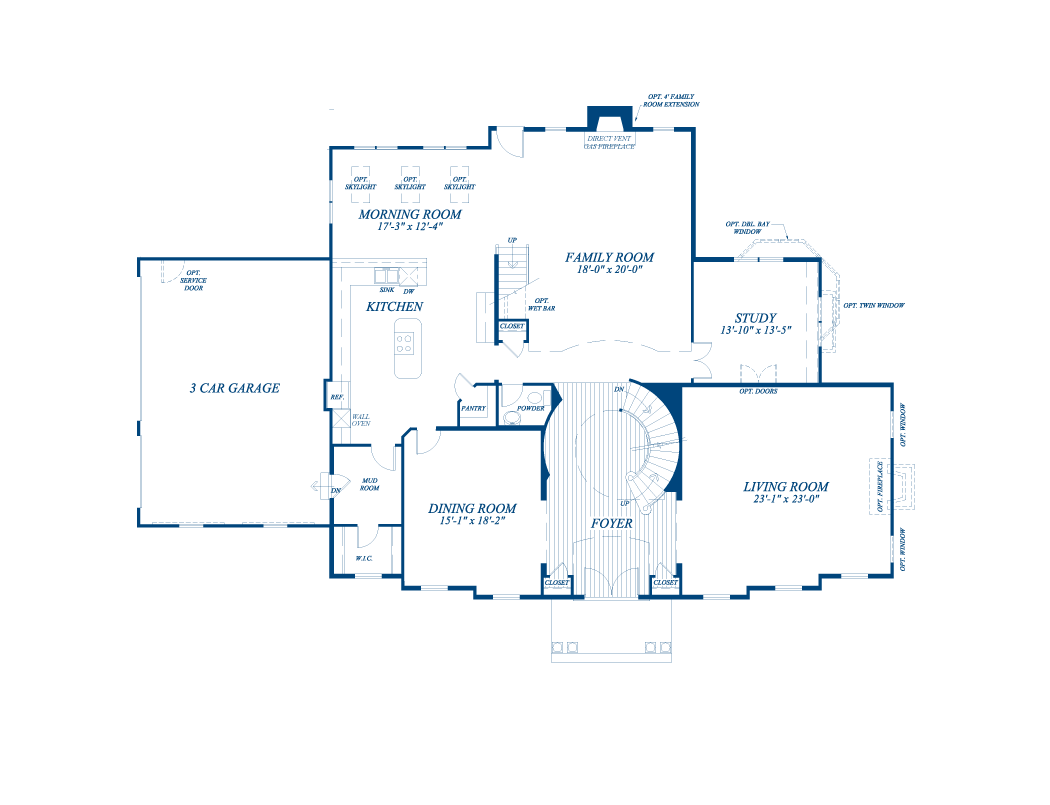 OPT. 4' FAMILY
ROOM EXTENSION
DIRECT VENT
GAS FIREPLACE
OPT.
SKYLIGHT
OPT.
SKYLIGHT
OPT.
SKYLIGHT
MORNING ROOM
17'-3" x 12'-4"
OPT. DBL. BAY
WINDOW
UP
FAMILY ROOM
18'-0" x 20'-0"
OPT.
SERVICE
DOOR
SINK
DW
KITCHEN
OPT.
WET BAR
OPT. TWIN WINDOW
CLOSET
STUDY
13'-10" x 13'-5"
3 CAR GARAGE
REF.
DN
OPT. DOORS
PANTRY
POWDER
WALL
OVEN
OPT. WINDOW
MUD
ROOM
DN
OPT. FIREPLACE
LIVING ROOM
23'-1" x 23'-0"
DINING ROOM
15'-1" x 18'-2"
UP
FOYER
W.I.C.
OPT. WINDOW
CLOSET
CLOSET